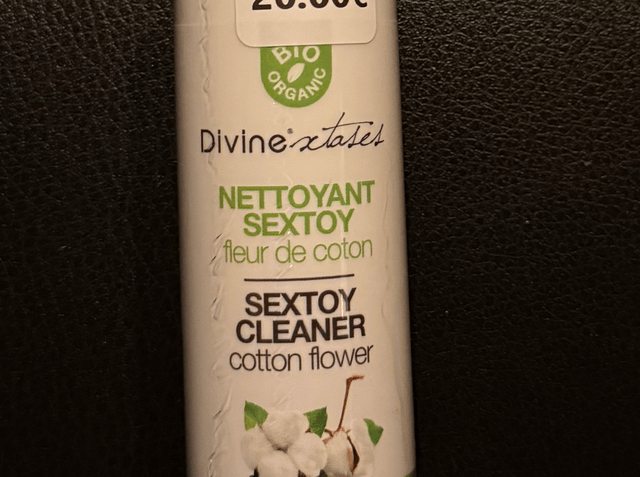 BIO
ORGANIC
Divine® xtases
NETTOYANT
SEXTOY
fleur de coton
SEXTOY
CLEANER
cotton flower